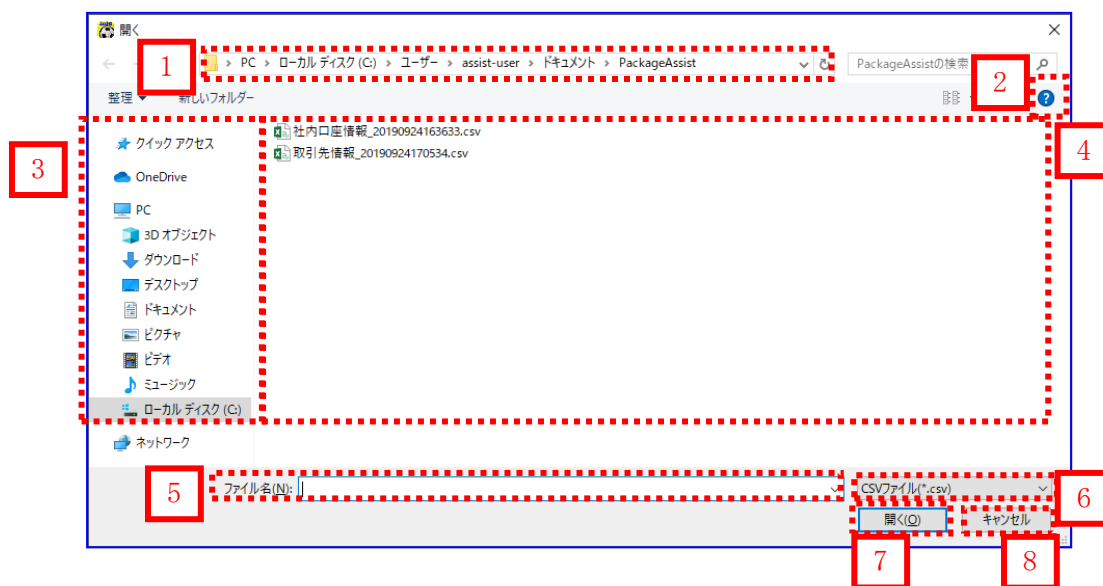 開く
1
PC › ローカル ディスク (C:) › ユーザー › assist-user › ドキュメント › PackageAssist
PackageAssistの検索
2
整理
新しいフォルダー
3
4
クイック アクセス
OneDrive
PC
3D オブジェクト
ダウンロード
デスクトップ
ドキュメント
ピクチャ
ビデオ
ミュージック
ローカル ディスク (C:)
ネットワーク
社内口座情報_20190924163633.csv
取引先情報_20190924170534.csv
5
ファイル名(N):
CSVファイル(*.csv)
6
開く(O)
キャンセル
7
8